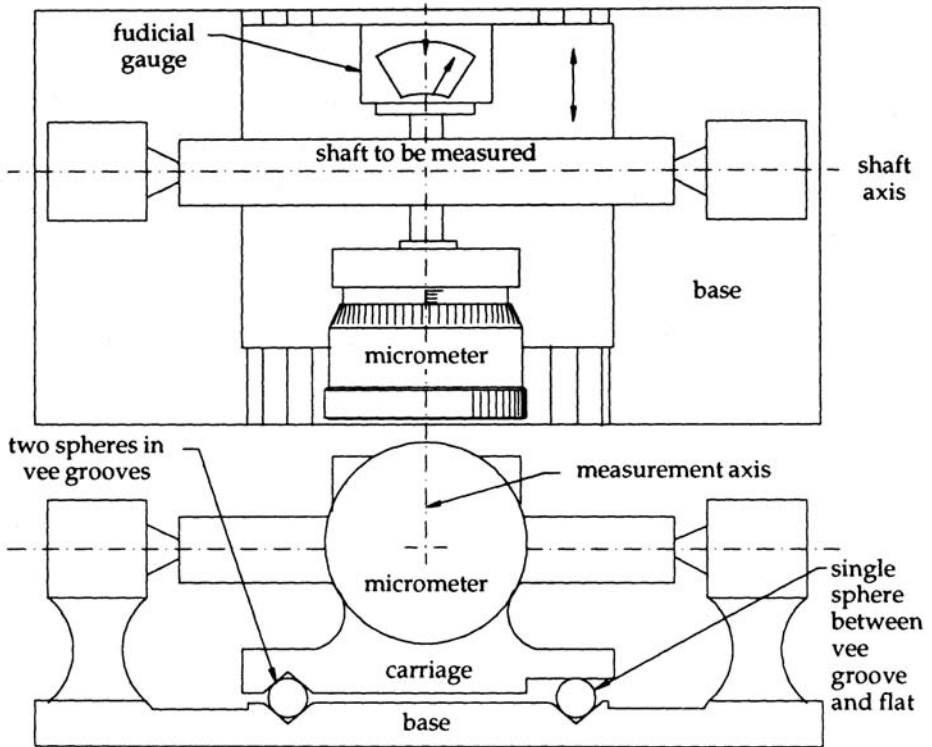 fudicial
gauge
shaft to be measured
shaft
axis
base
micrometer
two spheres in
vee grooves
measurement axis
micrometer
single
sphere
between
vee
groove
and flat
carriage
base